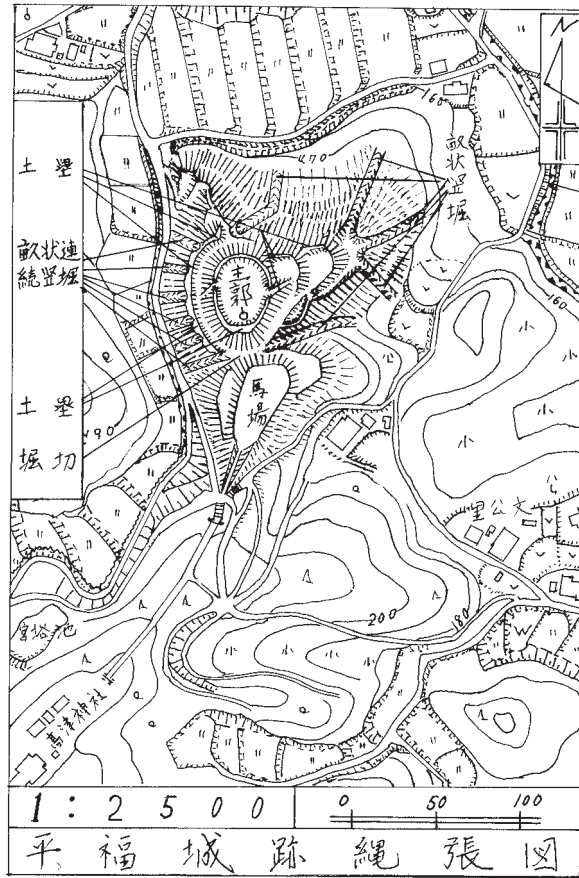 N
160
170
畝状竪堀
土塁
畝状連
続竪堀
主郭
160
土塁
190
堀切
馬場
里公文
200
180
宮塔池
高津神社
1:2500
0 50 100
平福城跡縄張図